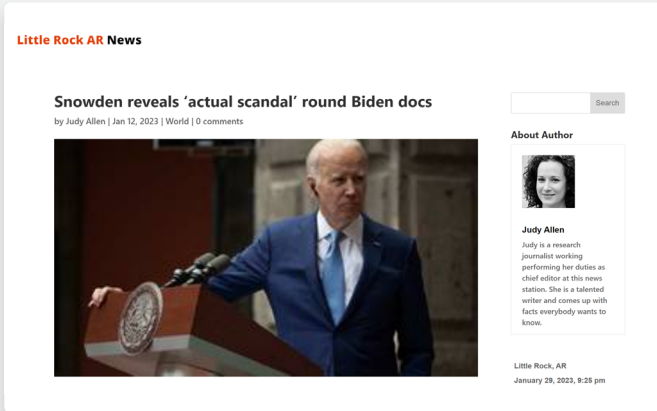 Little Rock AR News
Snowden reveals ‘actual scandal’ round Biden docs
by Judy Allen | Jan 12, 2023 | World | 0 comments
Search
About Author
Judy Allen
Judy is a research
journalist working
performing her duties as
chief editor at this news
station. She is a talented
writer and comes up with
facts everybody wants to
know.
Little Rock, AR
January 29, 2023, 9:25 pm